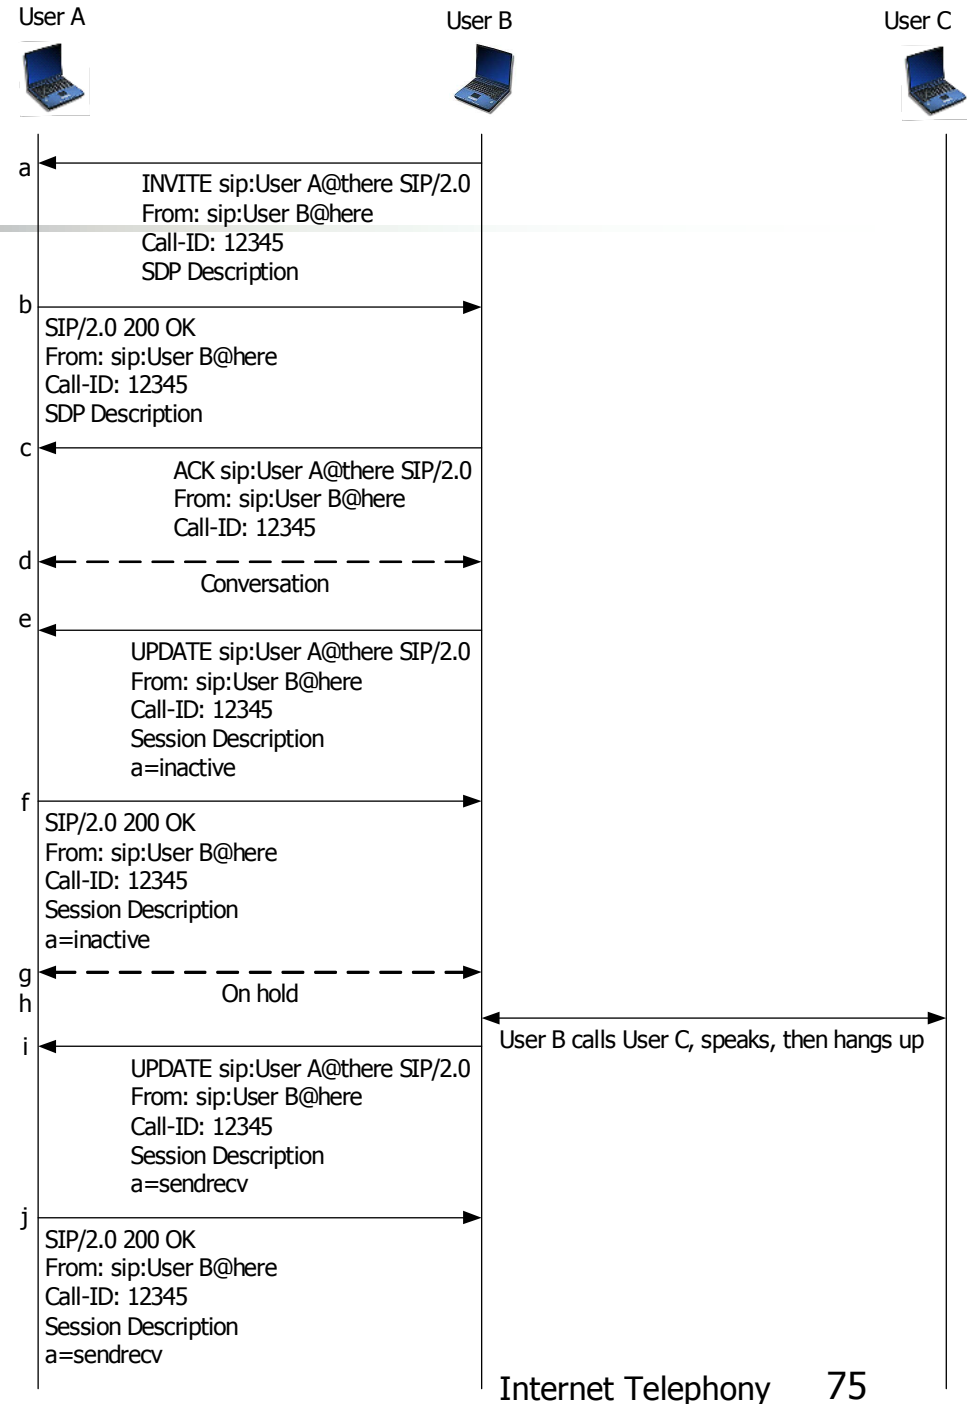 User A
User B
User C
a
INVITE sip:User A@there SIP/2.0
From: sip:User B@here
Call-ID: 12345
SDP Description
b
SIP/2.0 200 OK
From: sip:User B@here
Call-ID: 12345
SDP Description
c
ACK sip:User A@there SIP/2.0
From: sip:User B@here
Call-ID: 12345
d
Conversation
e
UPDATE sip:User A@there SIP/2.0
From: sip:User B@here
Call-ID: 12345
Session Description
a=inactive
f
SIP/2.0 200 OK
From: sip:User B@here
Call-ID: 12345
Session Description
a=inactive
g
On hold
h
User B calls User C, speaks, then hangs up
i
UPDATE sip:User A@there SIP/2.0
From: sip:User B@here
Call-ID: 12345
Session Description
a=sendrecv
j
SIP/2.0 200 OK
From: sip:User B@here
Call-ID: 12345
Session Description
a=sendrecv
Internet Telephony 75